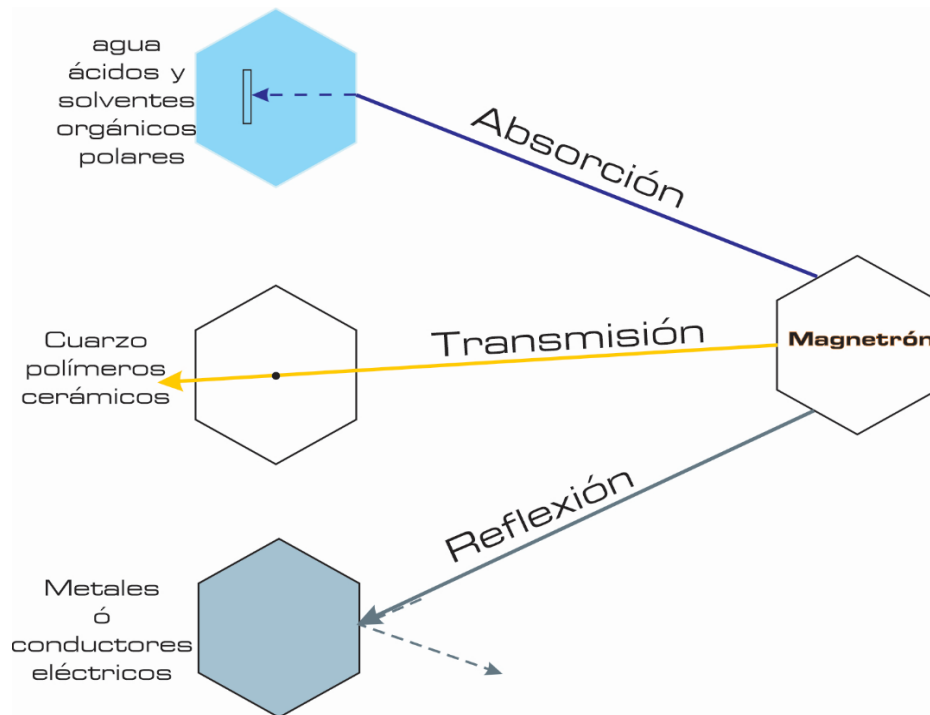 agua
ácidos y
solventes
orgánicos
polares
Absorción
Cuarzo
polímeros
cerámicos
Transmisión
Magnetrón
Reflexión
Metales
ó
conductores
eléctricos